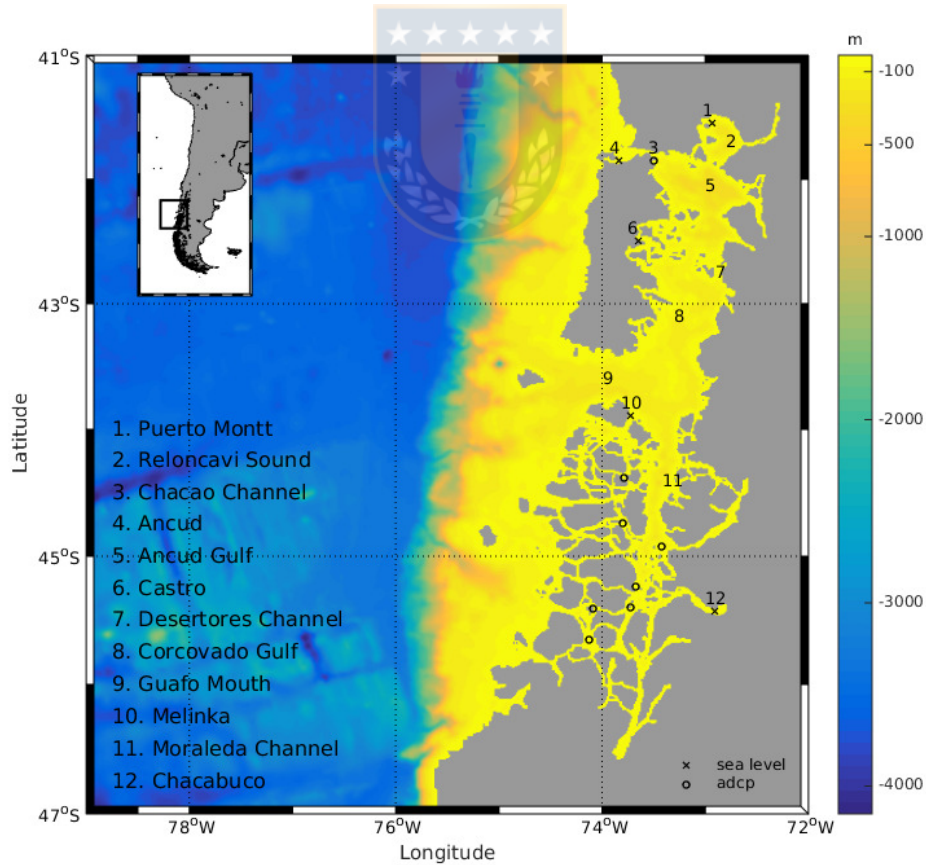 m
41°S
43°S
45°S
47°S
Latitude
78°W
76°W
74°W
72°W
Longitude
-100
-500
-1000
-2000
-3000
-4000
1
2
3
4
5
6
7
8
9
10
11
12
1. Puerto Montt
2. Reloncavi Sound
3. Chacao Channel
4. Ancud
5. Ancud Gulf
6. Castro
7. Desertores Channel
8. Corcovado Gulf
9. Guafo Mouth
10. Melinka
11. Moraleda Channel
12. Chacabuco
× sea level
o adcp